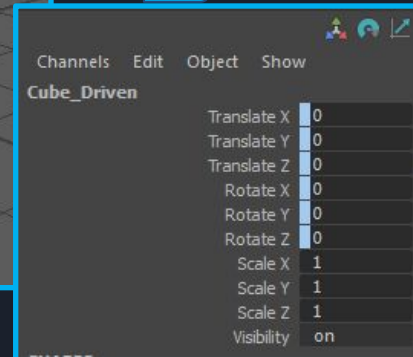 Channels Edit Object Show
Cube_Driven
Translate X 0
Translate Y 0
Translate Z 0
Rotate X 0
Rotate Y 0
Rotate Z 0
Scale X 1
Scale Y 1
Scale Z 1
Visibility on